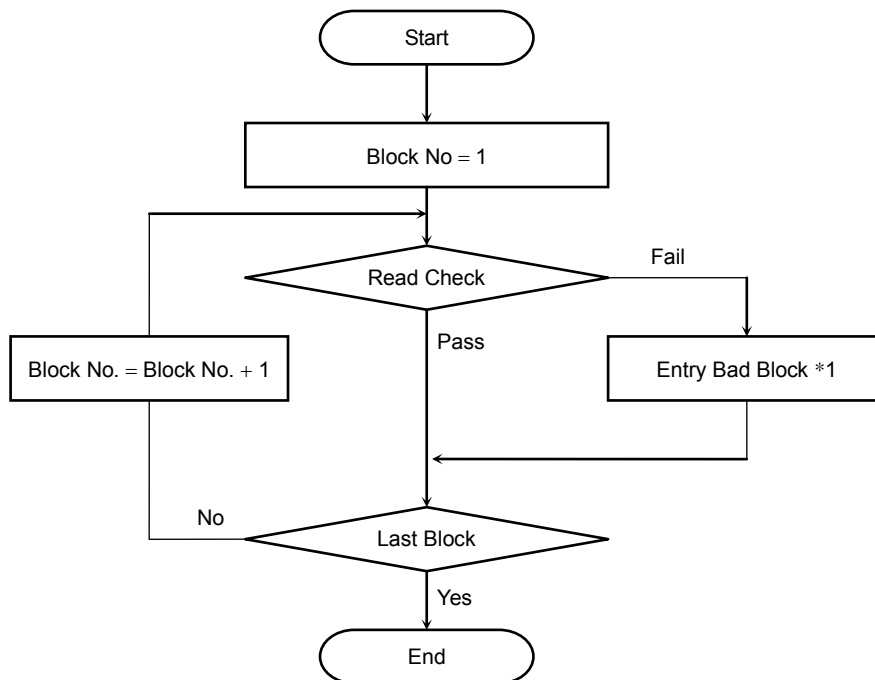 Start
Block No = 1
Read Check
Fail
Pass
Block No. = Block No. + 1
Entry Bad Block *1
No
Last Block
Yes
End